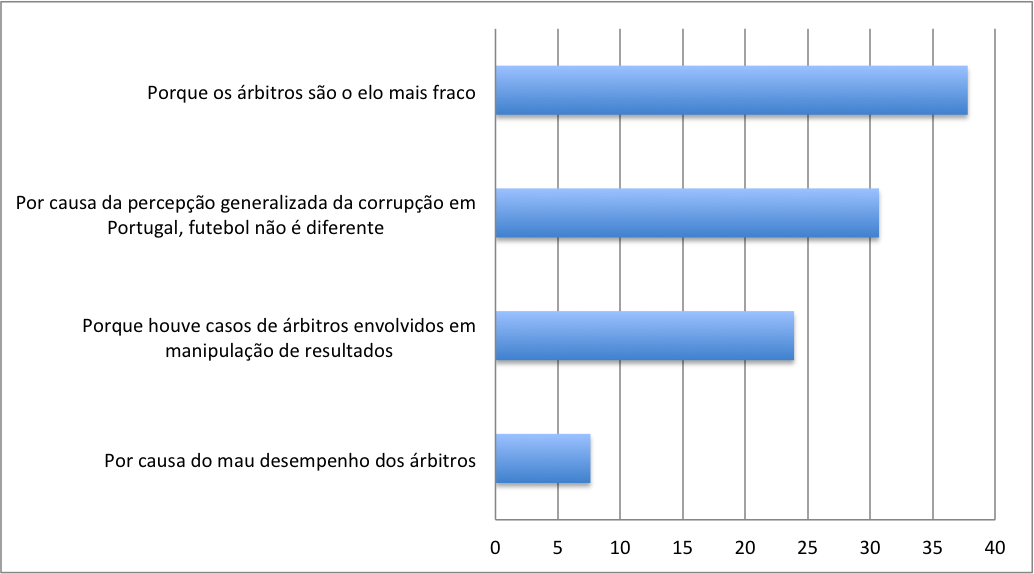 Porque os árbitros são o elo mais fraco
Por causa da percepção generalizada da corrupção em
Portugal, futebol não é diferente
Porque houve casos de árbitros envolvidos em
manipulação de resultados
Por causa do mau desempenho dos árbitros
0 5 10 15 20 25 30 35 40